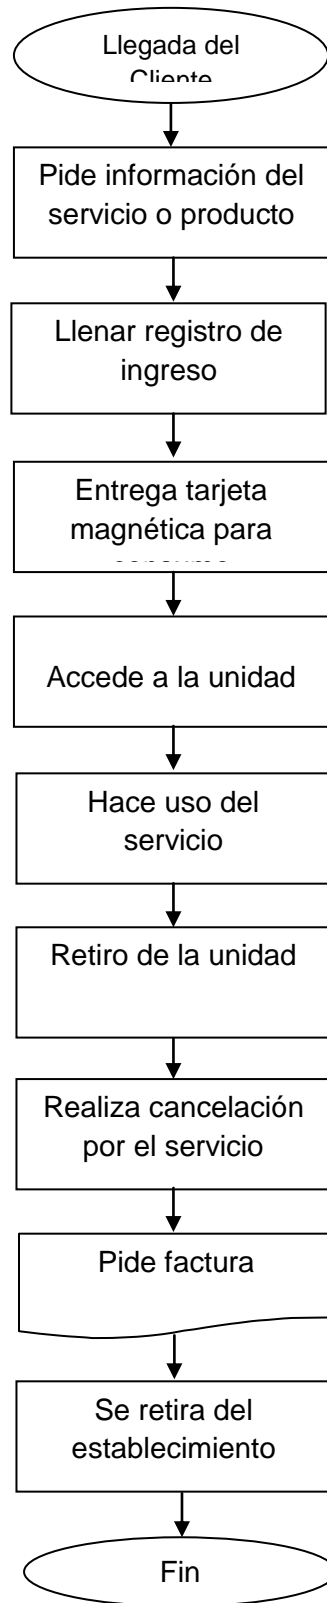 Llegada del
Cliente
Pide información del
servicio o producto
Llenar registro de
ingreso
Entrega tarjeta
magnética para
Accede a la unidad
Hace uso del
servicio
Retiro de la unidad
Realiza cancelación
por el servicio
Pide factura
Se retira del
establecimiento
Fin